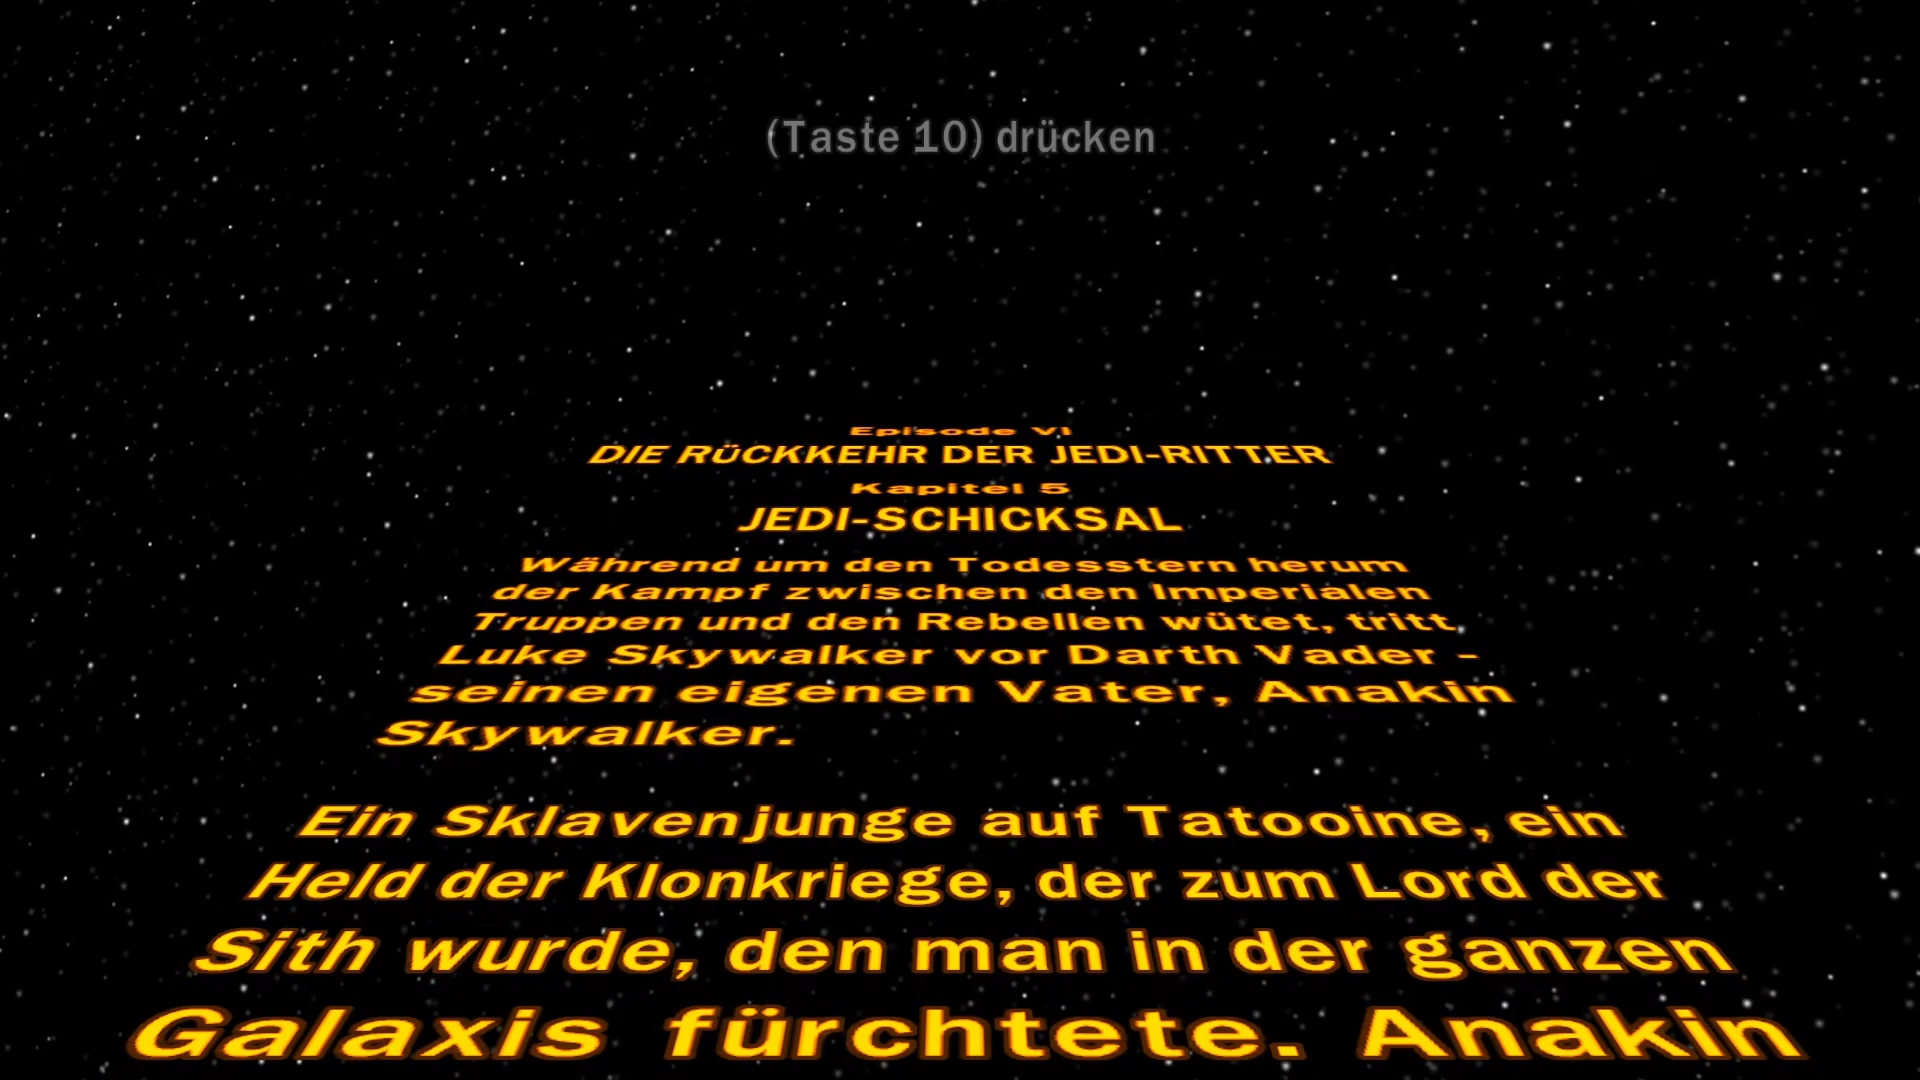 (Taste 10) drücken
Episode VI
DIE RüCKKEHR DER JEDI-RITTER
Kapitel 5
JEDI-SCHICKSAL
Während um den Todesstern herum
der Kampf zwischen den Imperialen
Truppen und den Rebellen wütet, tritt
Luke Skywalker vor Darth Vader -
seinen eigenen Vater, Anakin
Skywalker.
Ein Sklavenjunge auf Tatooine, ein
Held der Klonkriege, der zum Lord der
Sith wurde, den man in der ganzen
Galaxis fürchtete. Anakin